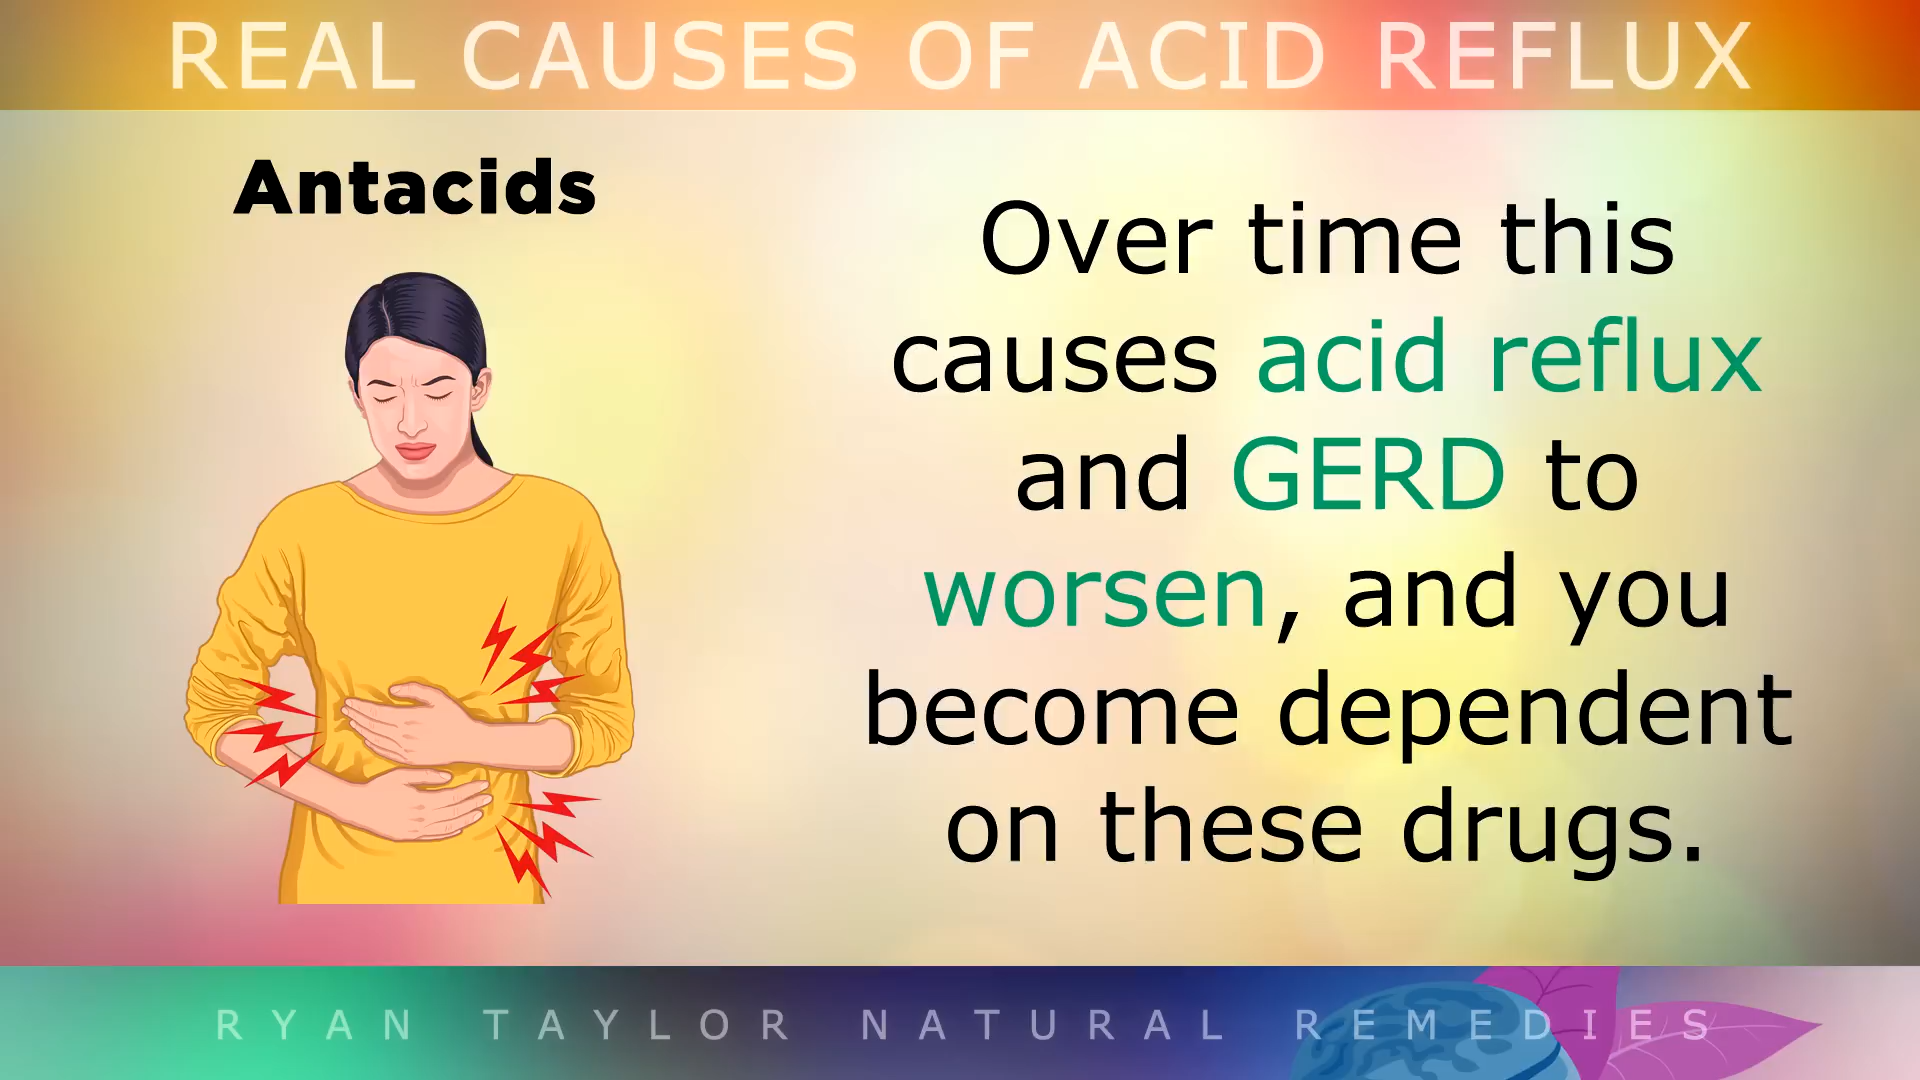 REAL CAUSES OF ACID REFLUX
Antacids
Over time this
causes acid reflux
and GERD to
worsen, and you
become dependent
on these drugs.
RYAN TAYLOR NATURAL REMEDIES